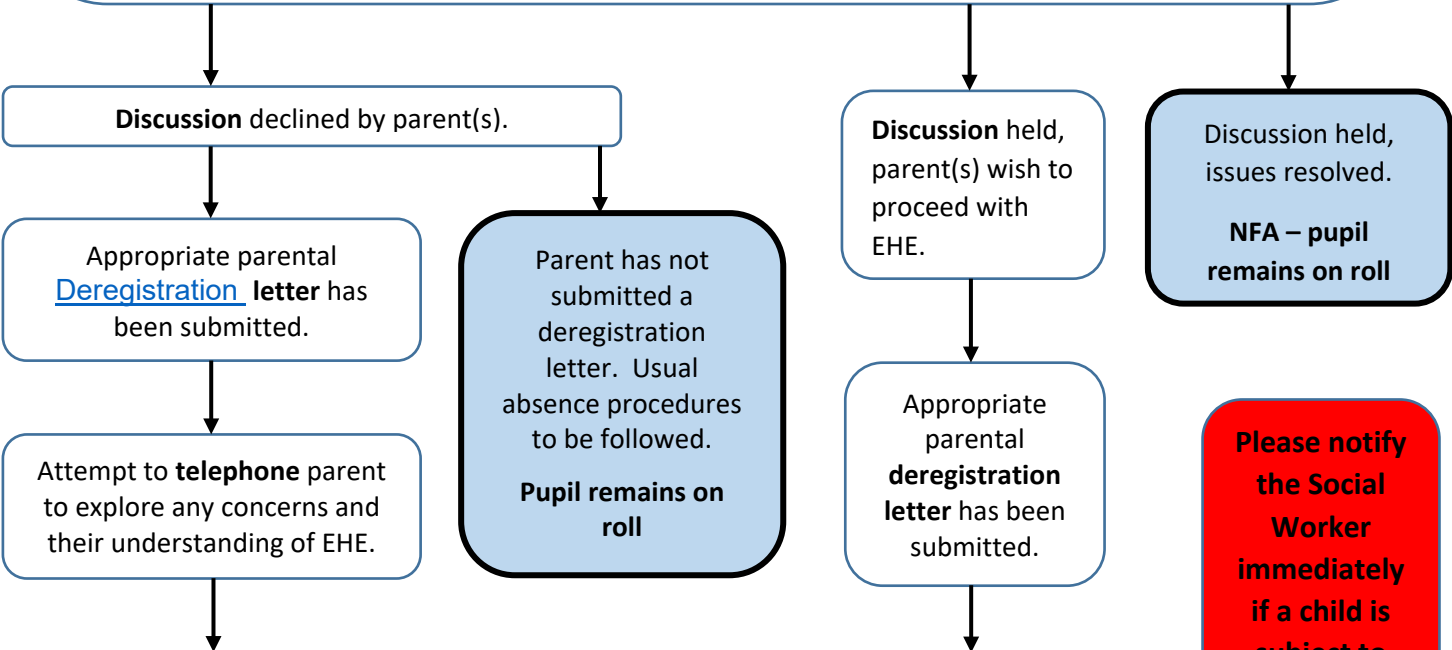 Discussion declined by parent(s).
Appropriate parental
Deregistration letter has
been submitted.
Attempt to telephone parent
to explore any concerns and
their understanding of EHE.
Parent has not
submitted a
deregistration
letter. Usual
absence procedures
to be followed.
Pupil remains on
roll
Discussion held,
parent(s) wish to
proceed with
EHE.
Appropriate
parental
deregistration
letter has been
submitted.
Discussion held,
issues resolved.
NFA – pupil
remains on roll
Please notify
the Social
Worker
immediately
if a child is
subject to